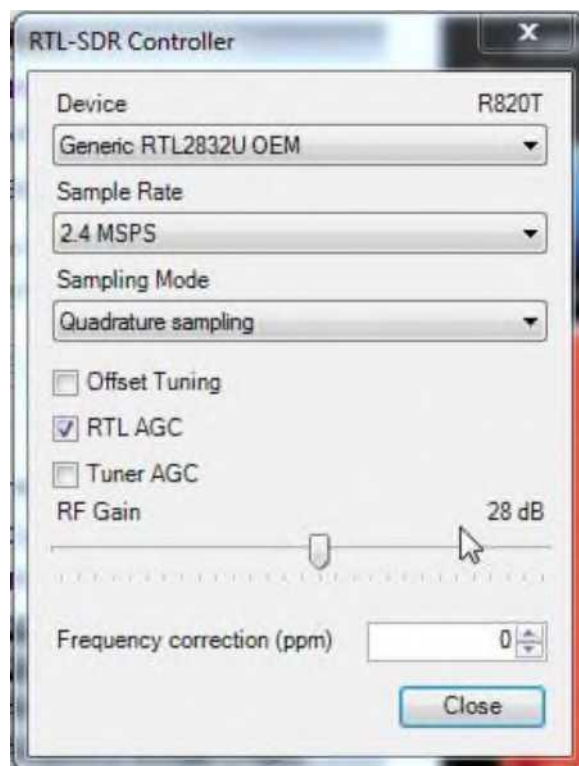 RTL-SDR Controller
Device R820T
Generic RTL2832U OEM
Sample Rate
2.4 MSPS
Sampling Mode
Quadrature sampling
Offset Tuning
RTL AGC
Tuner AGC
RF Gain 28 dB
Frequency correction (ppm) 0
Close